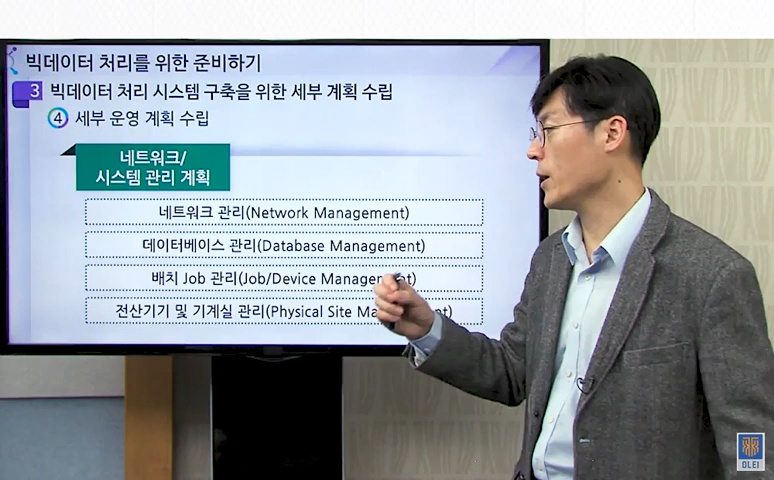 빅데이터 처리를 위한 준비하기
3 빅데이터 처리 시스템 구축을 위한 세부 계획 수립
4 세부 운영 계획 수립
네트워크/
시스템 관리 계획
네트워크 관리(Network Management)
데이터베이스 관리(Database Management)
배치 Job 관리(Job/Device Management)
전산기기 및 기계실 관리(Physical Site Ma nt)
OLEI